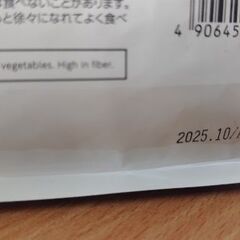 食べないことがあります。
と徐々になれてよく食べ
vegetables. High in fiber.
4 90645
2025.10/